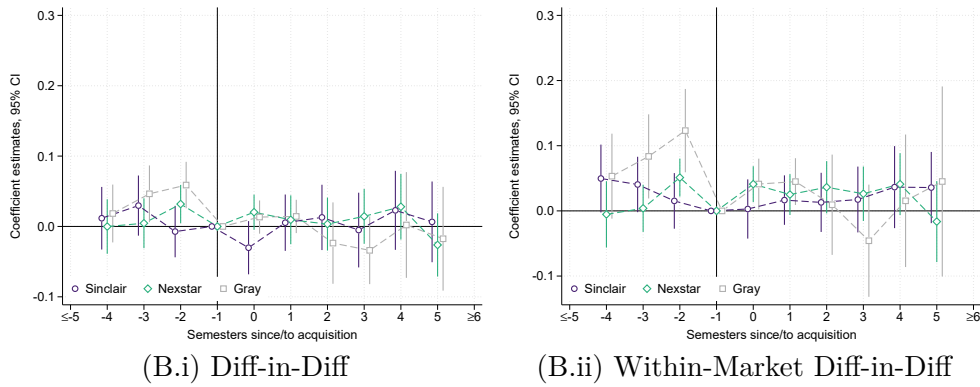 0.3
0.2
0.1
0.0
-0.1
Coefficient estimates, 95% CI
Sinclair Nexstar Gray
≤-5 -4 -3 -2 -1 0 1 2 3 4 5 ≥6
Semesters since/to acquisition
(B.i) Diff-in-Diff
0.3
0.2
0.1
0.0
-0.1
Coefficient estimates, 95% CI
Sinclair Nexstar Gray
≤-5 -4 -3 -2 -1 0 1 2 3 4 5 ≥6
Semesters since/to acquisition
(B.ii) Within-Market Diff-in-Diff